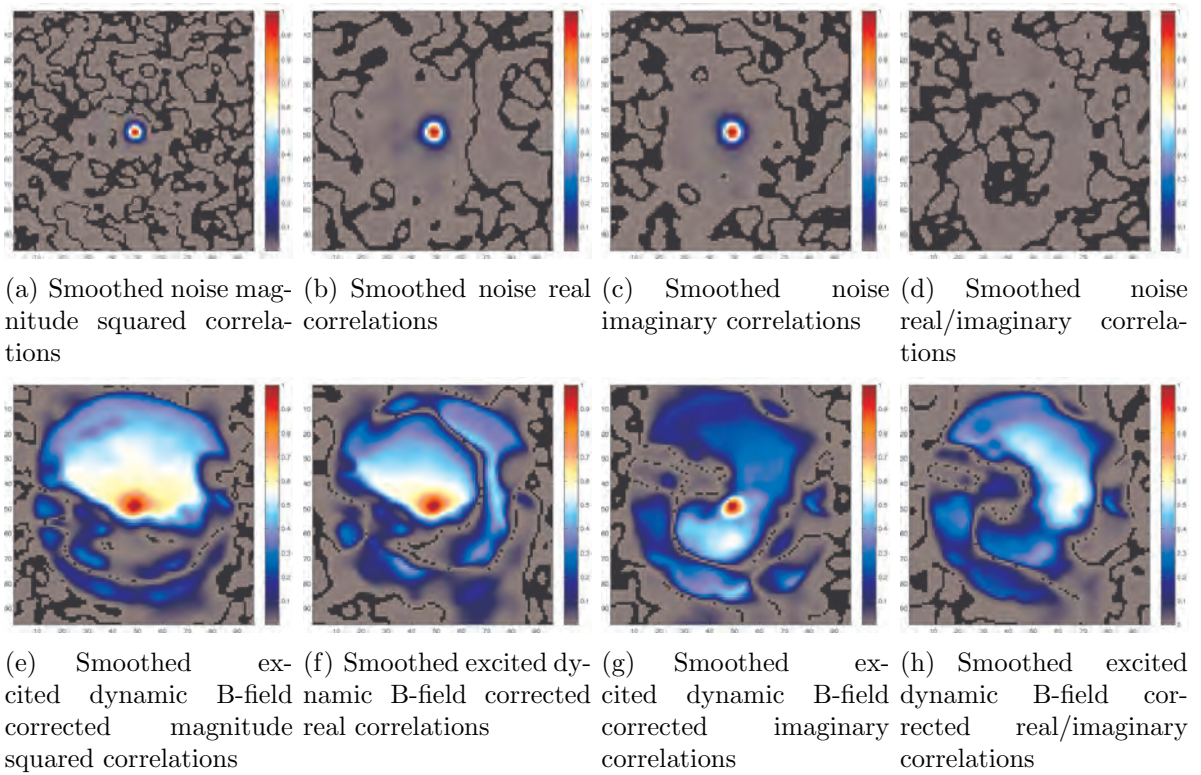 (a) Smoothed noise mag-
nitude squared correla-
tions
(b) Smoothed noise real
correlations
(c) Smoothed noise
imaginary correlations
(d) Smoothed noise
real/imaginary correla-
tions
(e) Smoothed ex-
cited dynamic B-field
corrected magnitude
squared correlations
(f) Smoothed excited dy-
namic B-field corrected
real correlations
(g) Smoothed ex-
cited dynamic B-field
corrected imaginary
correlations
(h) Smoothed excited
dynamic B-field cor-
rected real/imaginary
correlations